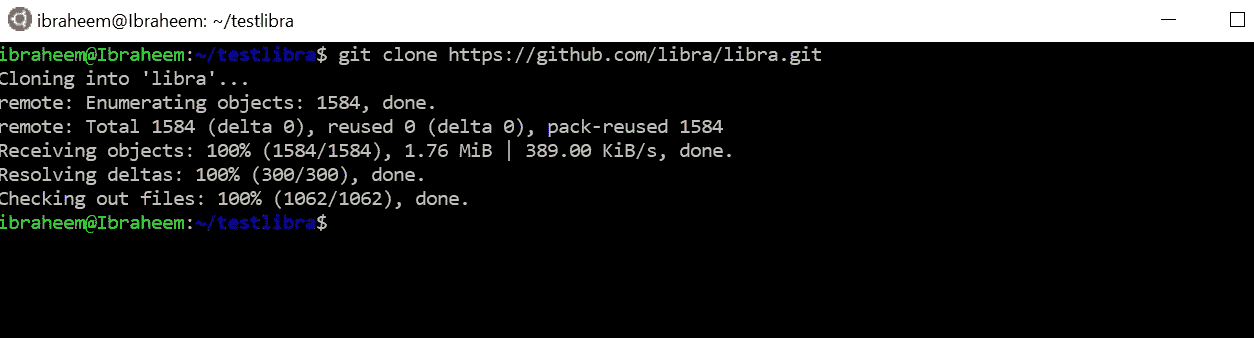 ibraheem@Ibraheem: ~/testlibra
ibraheem@Ibraheem:~/testlibra$ git clone https://github.com/libra/libra.git
Cloning into 'libra'...
remote: Enumerating objects: 1584, done.
remote: Total 1584 (delta 0), reused 0 (delta 0), pack-reused 1584
Receiving objects: 100% (1584/1584), 1.76 MiB | 389.00 KiB/s, done.
Resolving deltas: 100% (300/300), done.
Checking out files: 100% (1062/1062), done.
ibraheem@Ibraheem:~/testlibra$